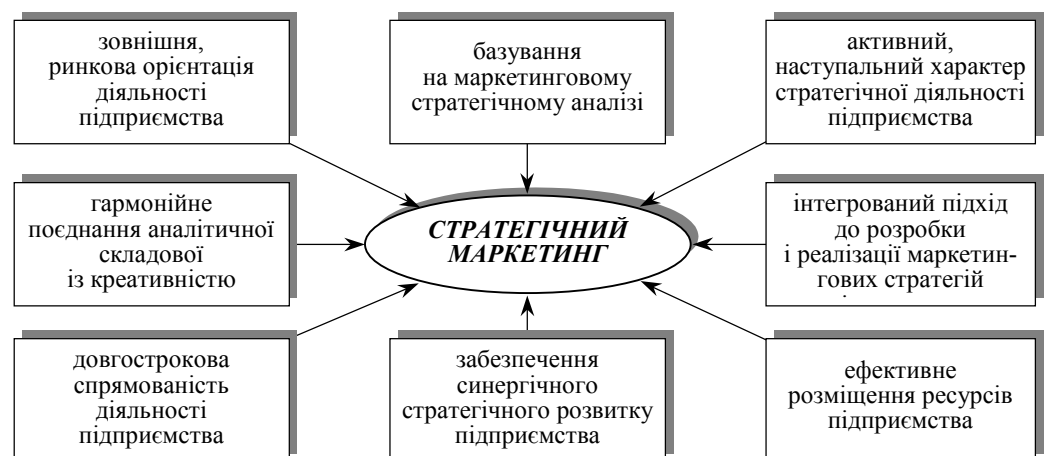 зовнішня,
ринкова орієнтація
діяльності
підприємства
базування
на маркетинговому
стратегічному аналізі
активний,
наступальний характер
стратегічної діяльності
підприємства
гармонійне
поєднання аналітичної
складової
із креативністю
СТРАТЕГІЧНИЙ
МАРКЕТИНГ
інтегрований підхід
до розробки
і реалізації маркетин-
гових стратегій
довгострокова
спрямованість
діяльності
підприємства
забезпечення
синергічного
стратегічного розвитку
підприємства
ефективне
розміщення ресурсів
підприємства